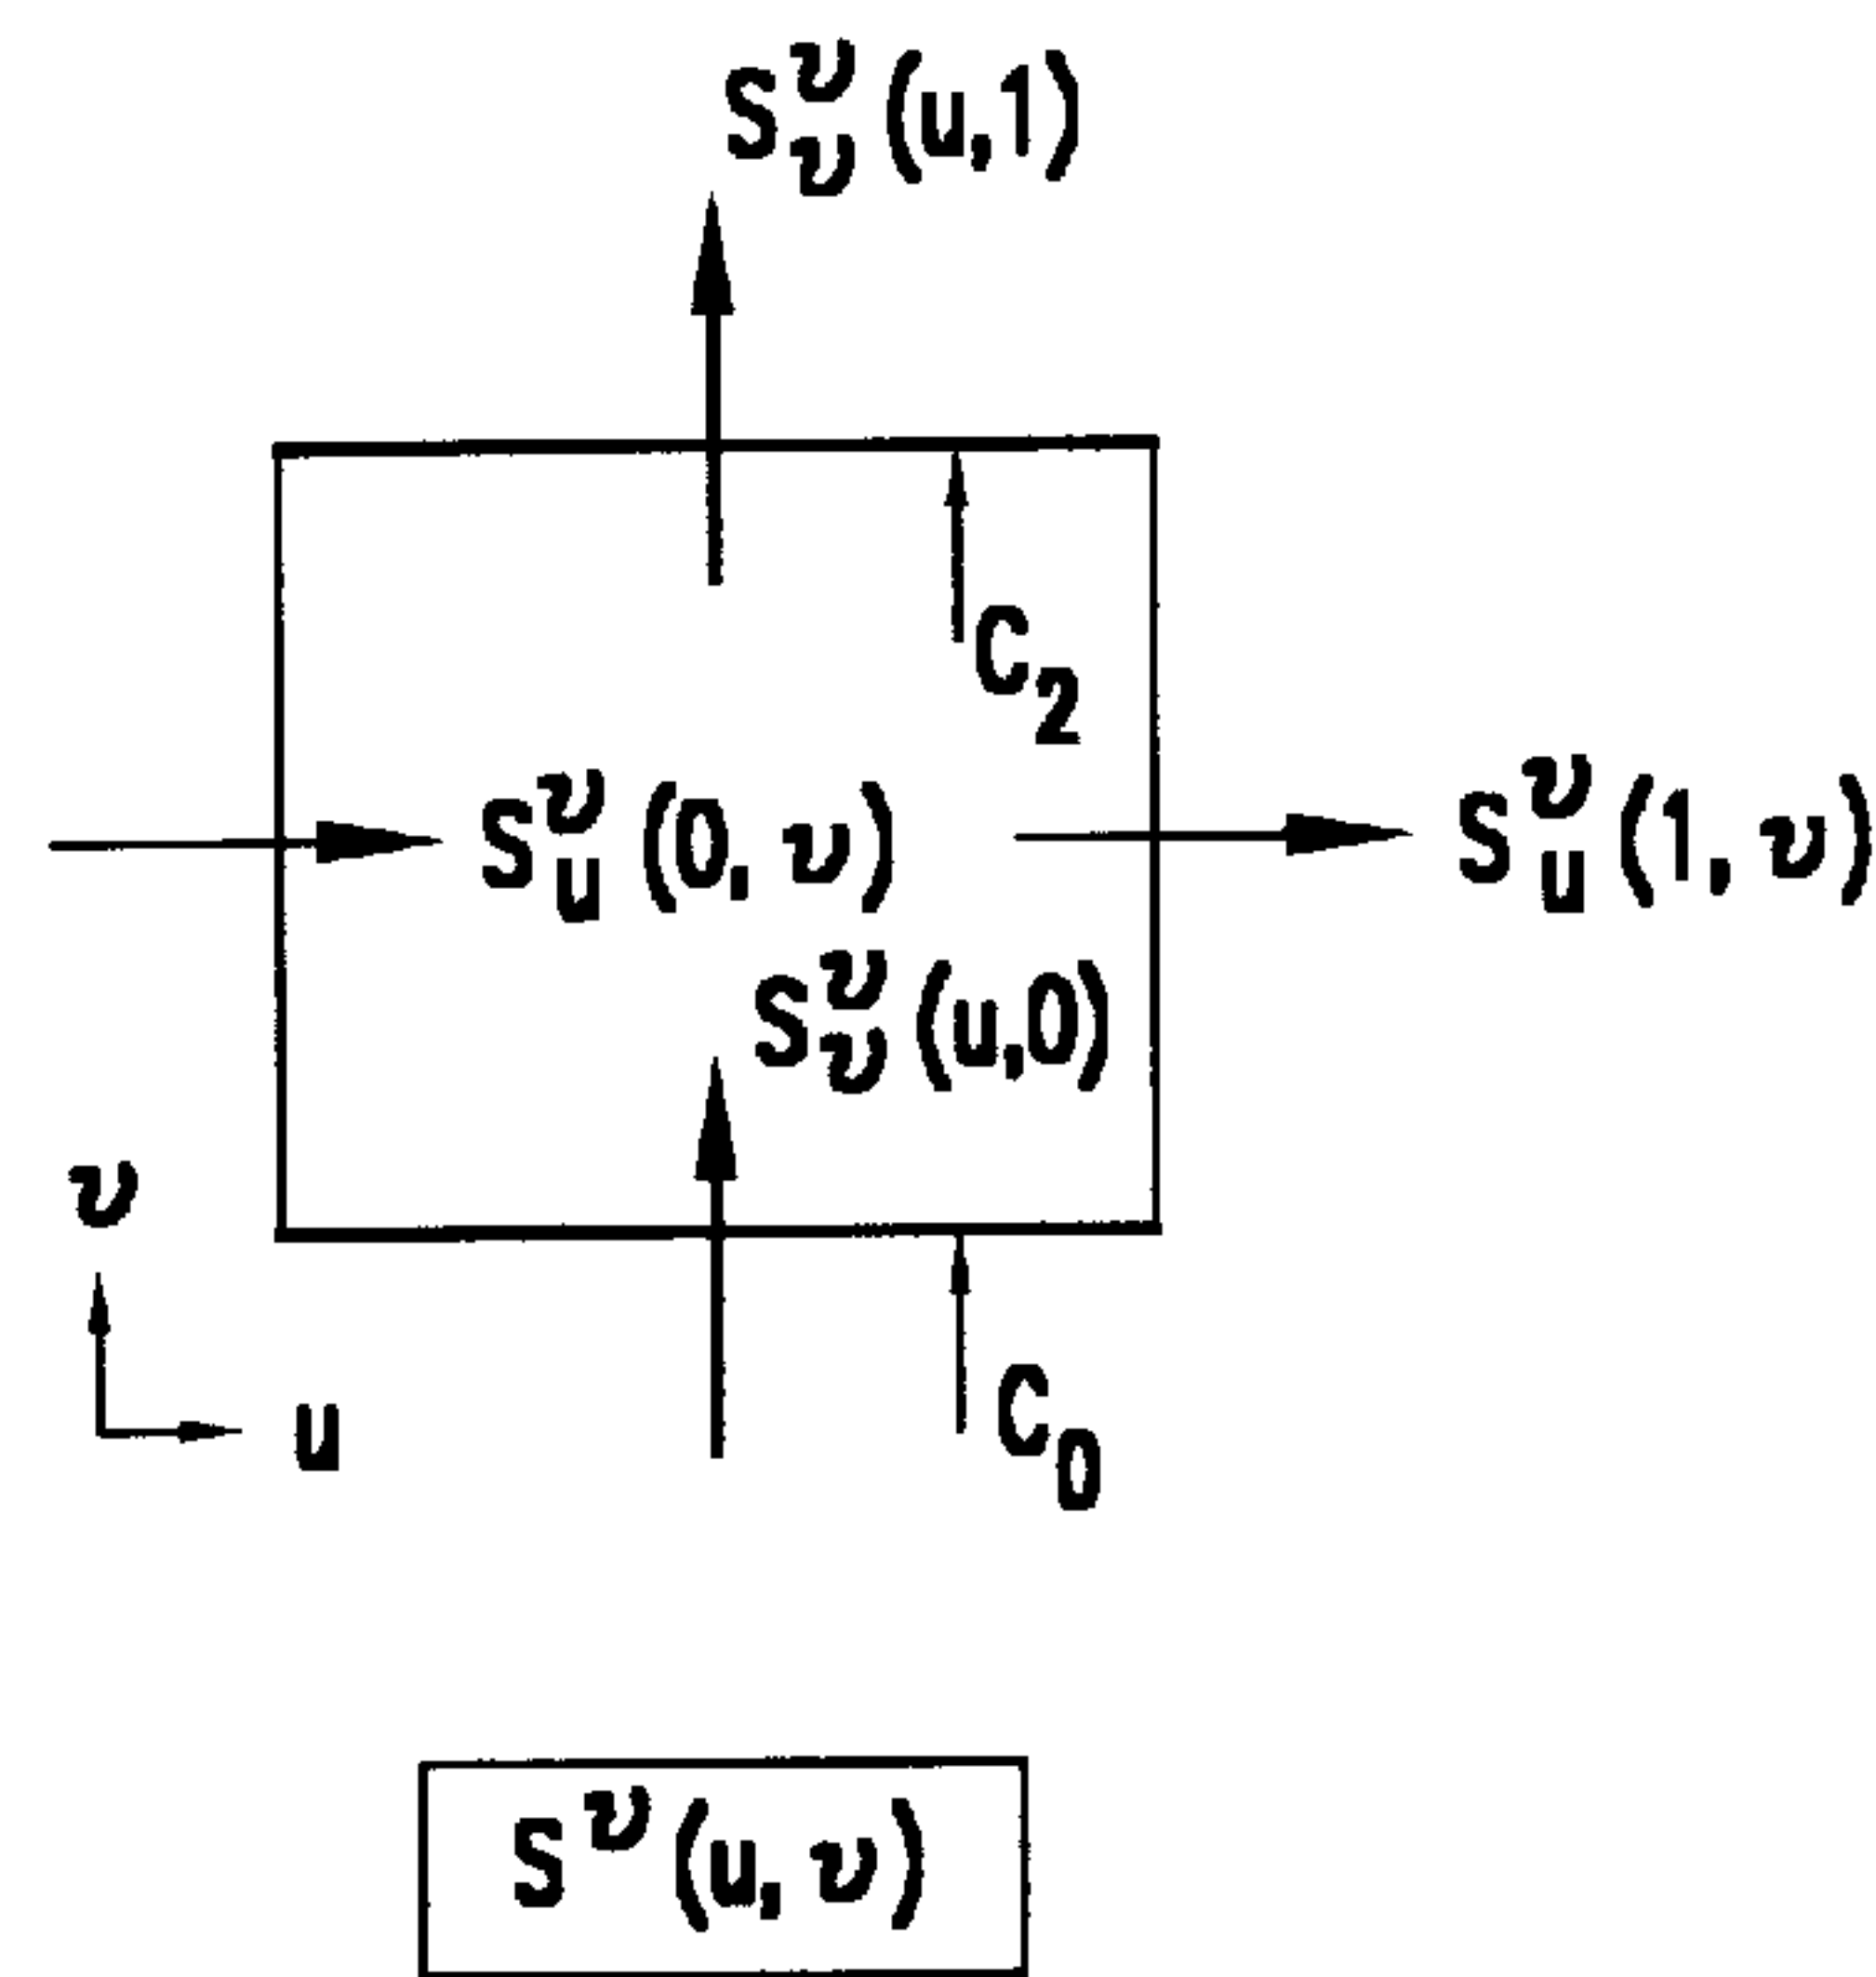 S^υ_υ(u,1)
C_2
S^υ_u(0, υ)
S^υ_u(1, υ)
S^υ_υ(u,0)
υ
u
C_0
S^υ(u, υ)